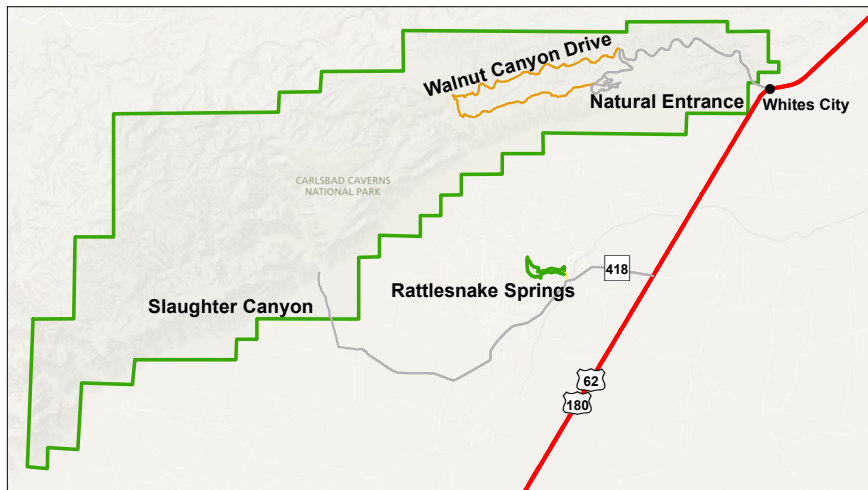 Walnut Canyon Drive
Natural Entrance
Whites City
CARLSBAD CAVERNS
NATIONAL PARK
418
Rattlesnake Springs
Slaughter Canyon
62
180